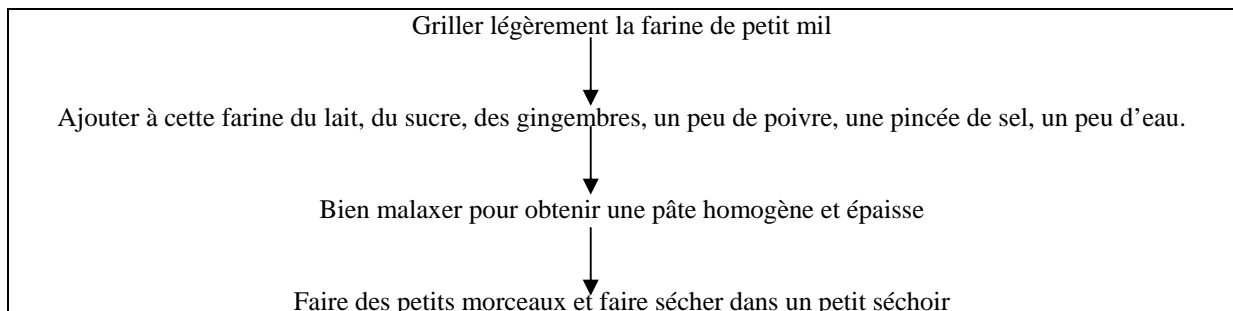 Griller légèrement la farine de petit mil
Ajouter à cette farine du lait, du sucre, des gingembres, un peu de poivre, une pincée de sel, un peu d’eau.
Bien malaxer pour obtenir une pâte homogène et épaisse
Faire des petits morceaux et faire sécher dans un petit séchoir